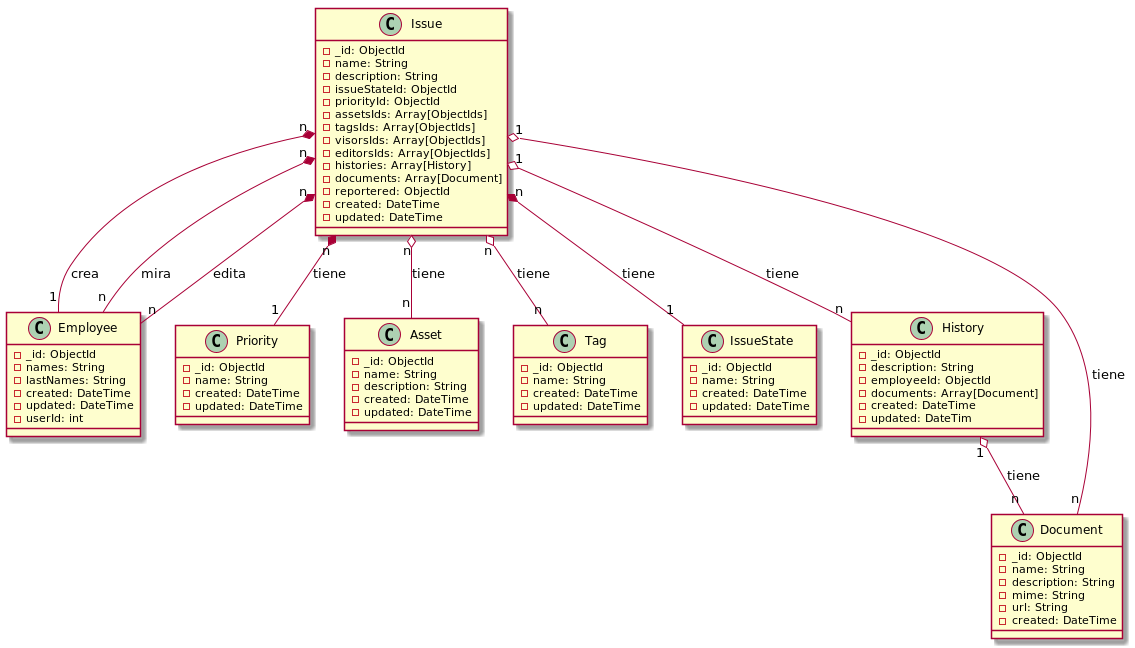 C Issue
_id: ObjectId
name: String
description: String
issueStateId: ObjectId
priorityId: ObjectId
assetsIds: Array[ObjectIds]
tagsIds: Array[ObjectIds]
visorsIds: Array[ObjectIds]
editorsIds: Array[ObjectIds]
histories: Array[History]
documents: Array[Document]
reportered: ObjectId
created: DateTime
updated: DateTime
n
n
n
1
1
n
n
n
n
crea
mira
edita
tiene
tiene
tiene
tiene
tiene
tiene
1
n
n
1
n
n
1
n
n
C Employee
_id: ObjectId
names: String
lastNames: String
created: DateTime
updated: DateTime
userId: int
C Priority
_id: ObjectId
name: String
created: DateTime
updated: DateTime
C Asset
_id: ObjectId
name: String
description: String
created: DateTime
updated: DateTime
C Tag
_id: ObjectId
name: String
created: DateTime
updated: DateTime
C IssueState
_id: ObjectId
name: String
created: DateTime
updated: DateTime
C History
_id: ObjectId
description: String
employeeId: ObjectId
documents: Array[Document]
created: DateTime
updated: DateTim
1
tiene
n
C Document
_id: ObjectId
name: String
description: String
mime: String
url: String
created: DateTime